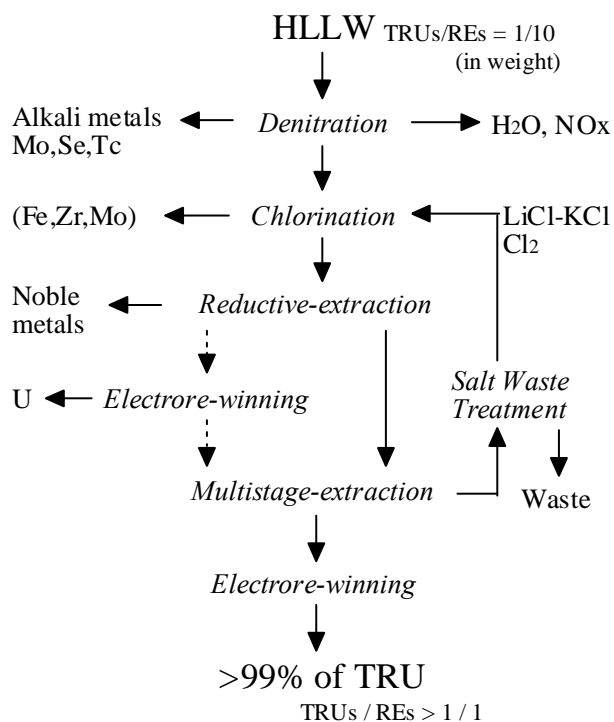 HLLW TRUs/REs = 1/10
(in weight)
Alkali metals
Mo,Se,Tc
Denitration
H2O, NOx
(Fe,Zr,Mo)
Chlorination
LiCl-KCl
Cl2
Noble
metals
Reductive-extraction
U
Electrore-winning
Salt Waste
Treatment
Multistage-extraction
Waste
Electrore-winning
>99% of TRU
TRUs / REs > 1 / 1